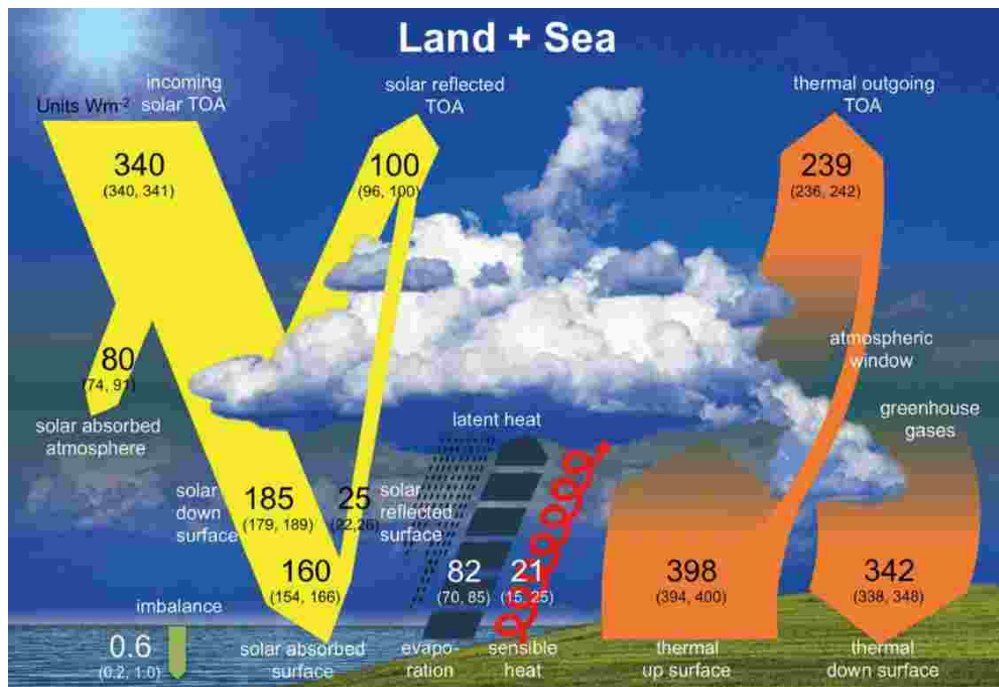 Land + Sea
Units Wm-2
incoming
solar TOA
solar reflected
TOA
thermal outgoing
TOA
340
(340, 341)
100
(96, 100)
239
(236, 242)
80
(74, 91)
solar absorbed
atmosphere
atmospheric
window
greenhouse
gases
latent heat
solar
down
surface
185
(179, 189)
25
(22,26)
solar
reflected
surface
160
(154, 166)
82
(70, 85)
21
(15, 25)
398
(394, 400)
342
(338, 348)
imbalance
0.6
(0.2, 1.0)
solar absorbed
surface
evapo-
ration
sensible
heat
thermal
up surface
thermal
down surface